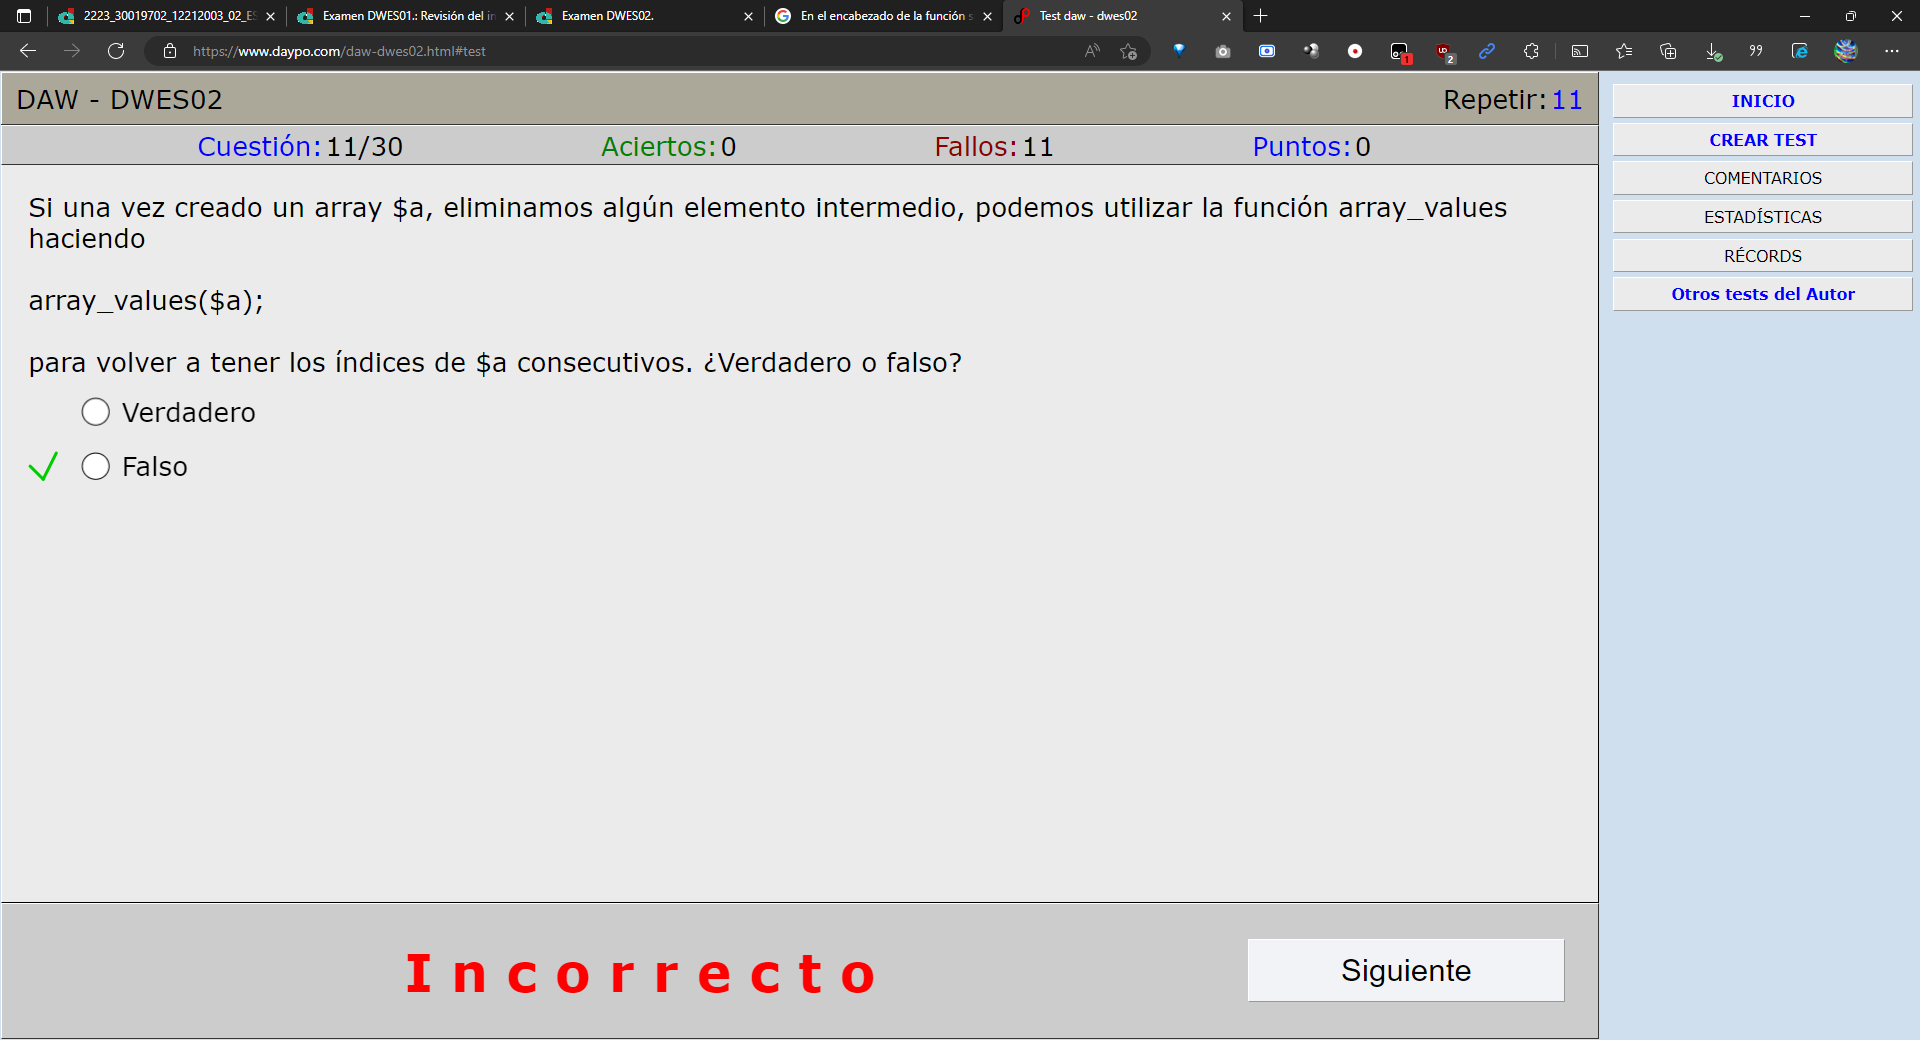 2223_30019702_12212003_02_ES
Examen DWES01.: Revisión del in
Examen DWES02.
En el encabezado de la función s
Test daw - dwes02
https://www.daypo.com/daw-dwes02.html#test
1
2
DAW - DWES02
Repetir: 11
Cuestión: 11/30
Aciertos: 0
Fallos: 11
Puntos: 0
Si una vez creado un array $a, eliminamos algún elemento intermedio, podemos utilizar la función array_values
haciendo
array_values($a);
para volver a tener los índices de $a consecutivos. ¿Verdadero o falso?
Verdadero
Falso
Incorrecto
Siguiente
INICIO
CREAR TEST
COMENTARIOS
ESTADÍSTICAS
RÉCORDS
Otros tests del Autor